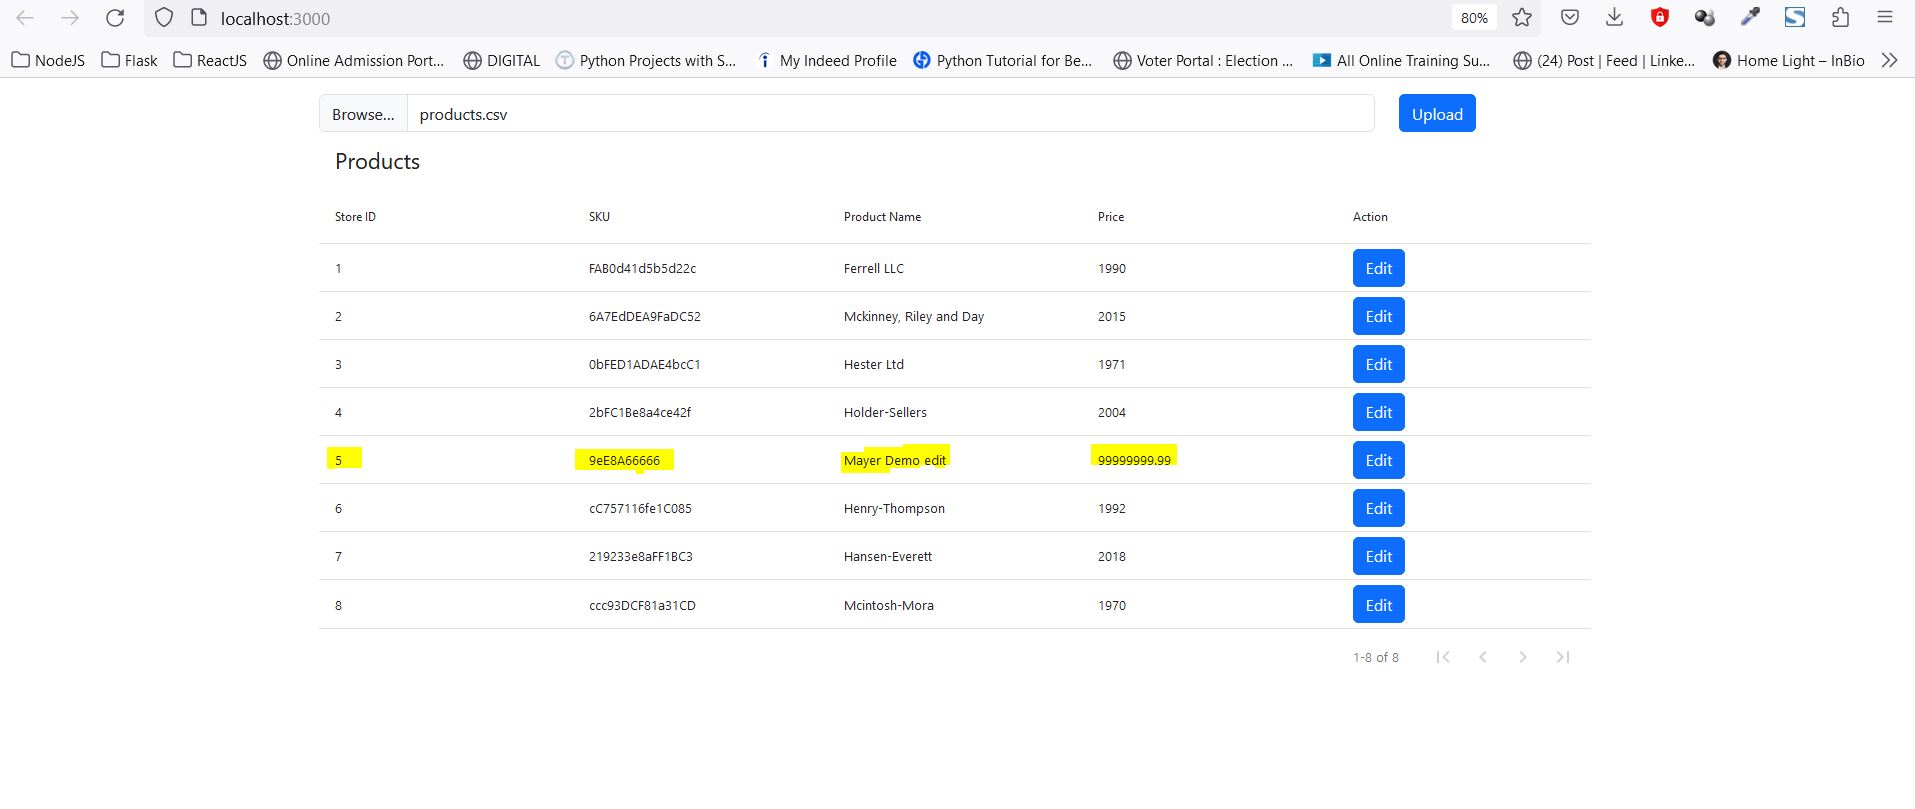 localhost:3000 80%
NodeJS Flask ReactJS Online Admission Port... DIGITAL Python Projects with S... My Indeed Profile Python Tutorial for Be... Voter Portal : Election ... All Online Training Su... (24) Post | Feed | Linke... Home Light – InBio
Browse... products.csv Upload
Products
Store ID SKU Product Name Price Action
1 FAB0d41d5b5d22c Ferrell LLC 1990 Edit
2 6A7EdDEA9FaDC52 Mckinney, Riley and Day 2015 Edit
3 0bFED1ADAE4bcC1 Hester Ltd 1971 Edit
4 2bFC1Be8a4ce42f Holder-Sellers 2004 Edit
5 9eE8A66666 Mayer Demo edit 99999999.99 Edit
6 cC757116fe1C085 Henry-Thompson 1992 Edit
7 219233e8aFF1BC3 Hansen-Everett 2018 Edit
8 ccc93DCF81a31CD Mcintosh-Mora 1970 Edit
1-8 of 8